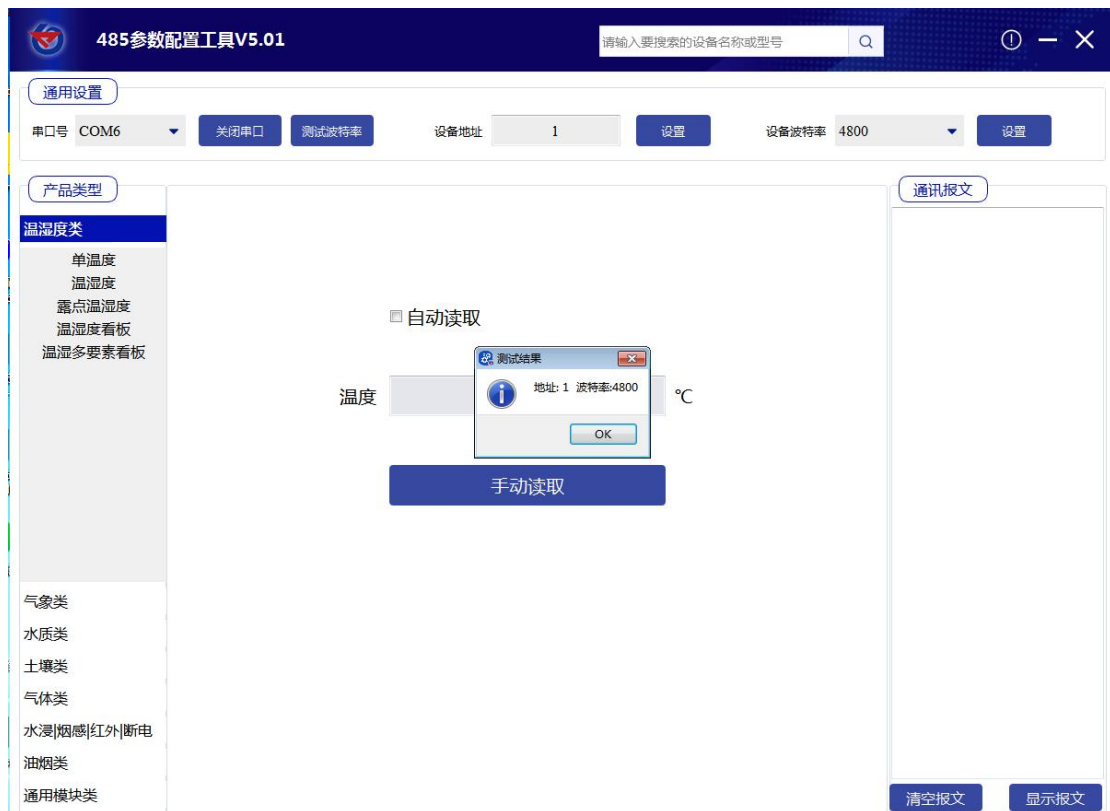 485参数配置工具V5.01
请输入要搜索的设备名称或型号
通用设置
串口号 COM6 关闭串口 测试波特率 设备地址 1 设置 设备波特率 4800 设置
产品类型
通讯报文
温湿度类
单温度
温湿度
露点温湿度
温湿度看板
温湿多要素看板
自动读取
测试结果
地址: 1 波特率:4800
OK
温度 ℃
手动读取
气象类
水质类
土壤类
气体类
水浸|烟感|红外|断电
油烟类
通用模块类
清空报文 显示报文